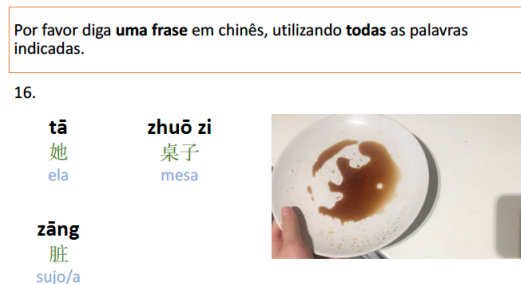 Por favor diga uma frase em chinês, utilizando todas as palavras
indicadas.
16.
tā zhuō zi
她 桌子
ela mesa
zāng
脏
sujo/a